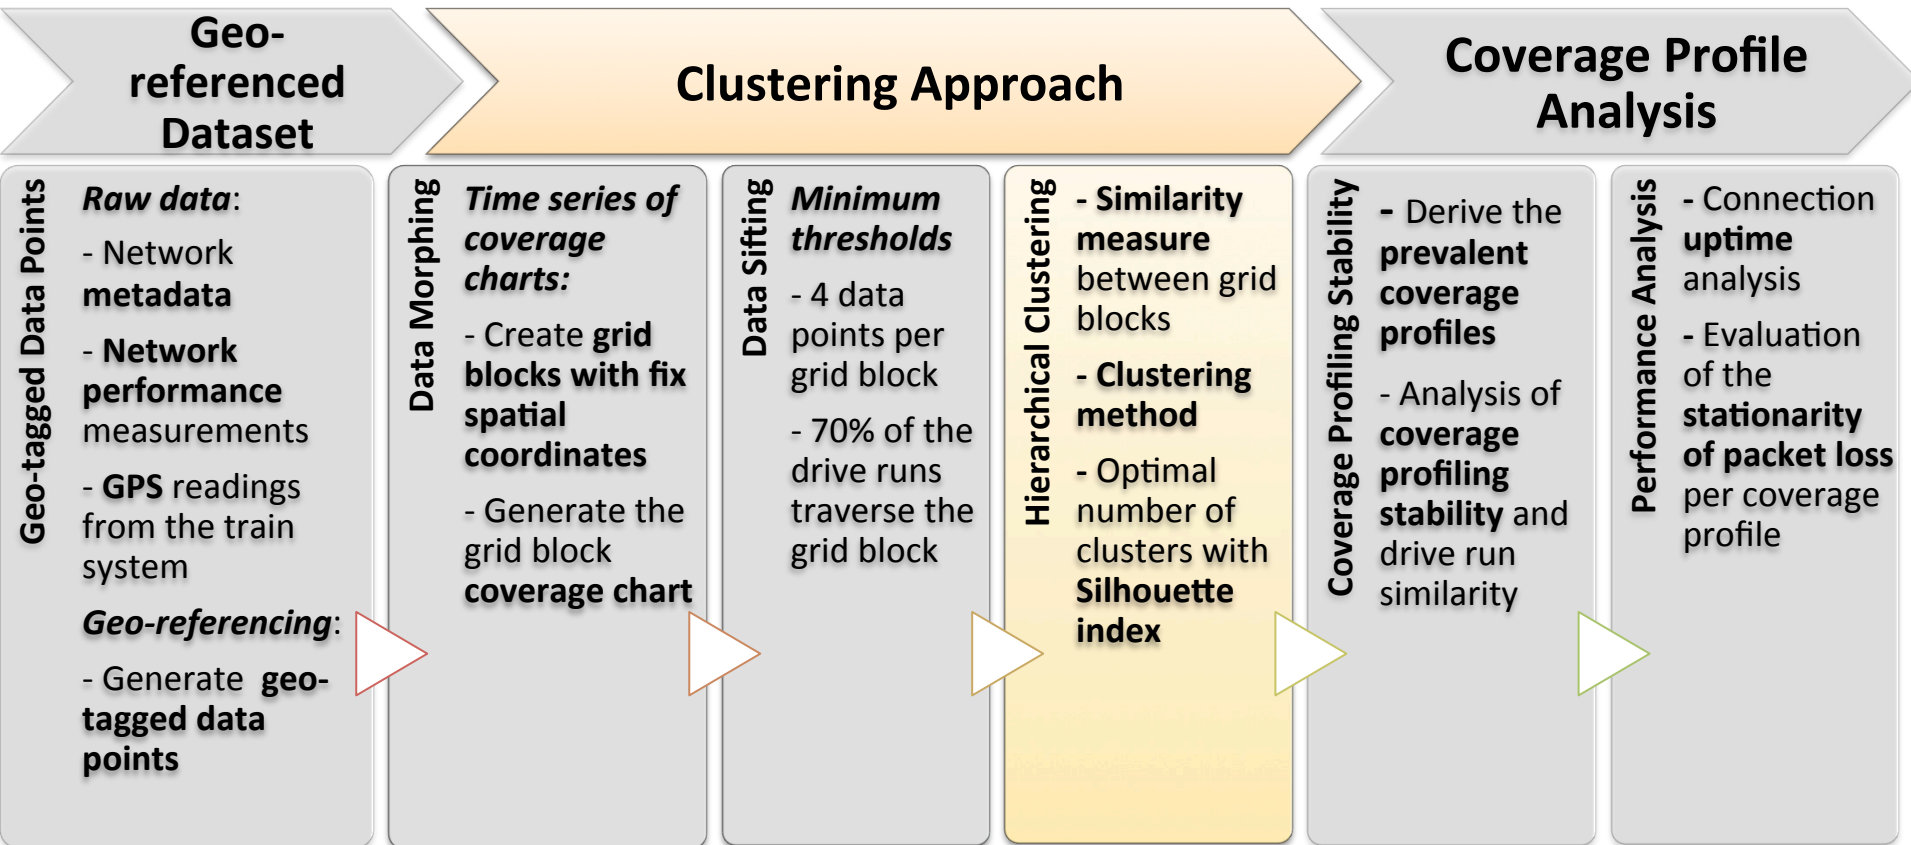 Geo-
referenced
Dataset
Clustering Approach
Coverage Profile
Analysis
Geo-tagged Data Points
Raw data:
- Network
metadata
- Network
performance
measurements
- GPS readings
from the train
system
Geo-referencing:
- Generate geo-
tagged data
points
Data Morphing
Time series of
coverage
charts:
- Create grid
blocks with fix
spatial
coordinates
- Generate the
grid block
coverage chart
Data Sifting
Minimum
thresholds
- 4 data
points per
grid block
- 70% of the
drive runs
traverse the
grid block
Hierarchical Clustering
- Similarity
measure
between grid
blocks
- Clustering
method
- Optimal
number of
clusters with
Silhouette
index
Coverage Profiling Stability
- Derive the
prevalent
coverage
profiles
- Analysis of
coverage
profiling
stability and
drive run
similarity
Performance Analysis
- Connection
uptime
analysis
- Evaluation
of the
stationarity
of packet loss
per coverage
profile